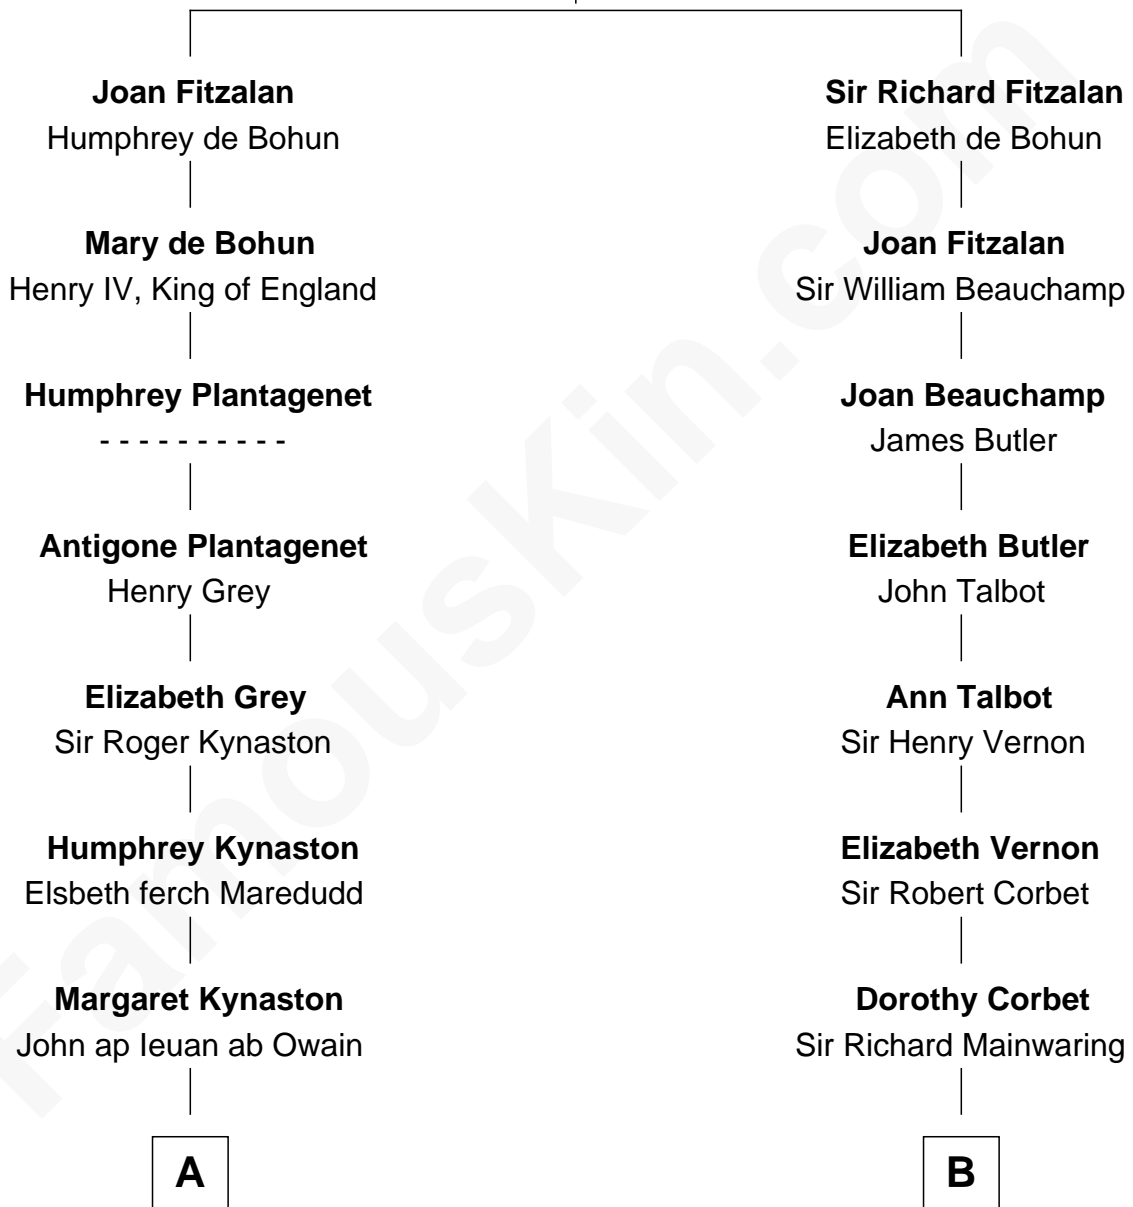 Joan Fitzalan
Humphrey de Bohun
Mary de Bohun
Henry IV, King of England
Humphrey Plantagenet
- - - - - - - - - -
Antigone Plantagenet
Henry Grey
Elizabeth Grey
Sir Roger Kynaston
Humphrey Kynaston
Elsbeth ferch Maredudd
Margaret Kynaston
John ap Ieuan ab Owain
A
Sir Richard Fitzalan
Elizabeth de Bohun
Joan Fitzalan
Sir William Beauchamp
Joan Beauchamp
James Butler
Elizabeth Butler
John Talbot
Ann Talbot
Sir Henry Vernon
Elizabeth Vernon
Sir Robert Corbet
Dorothy Corbet
Sir Richard Mainwaring
B
FamousKin.com